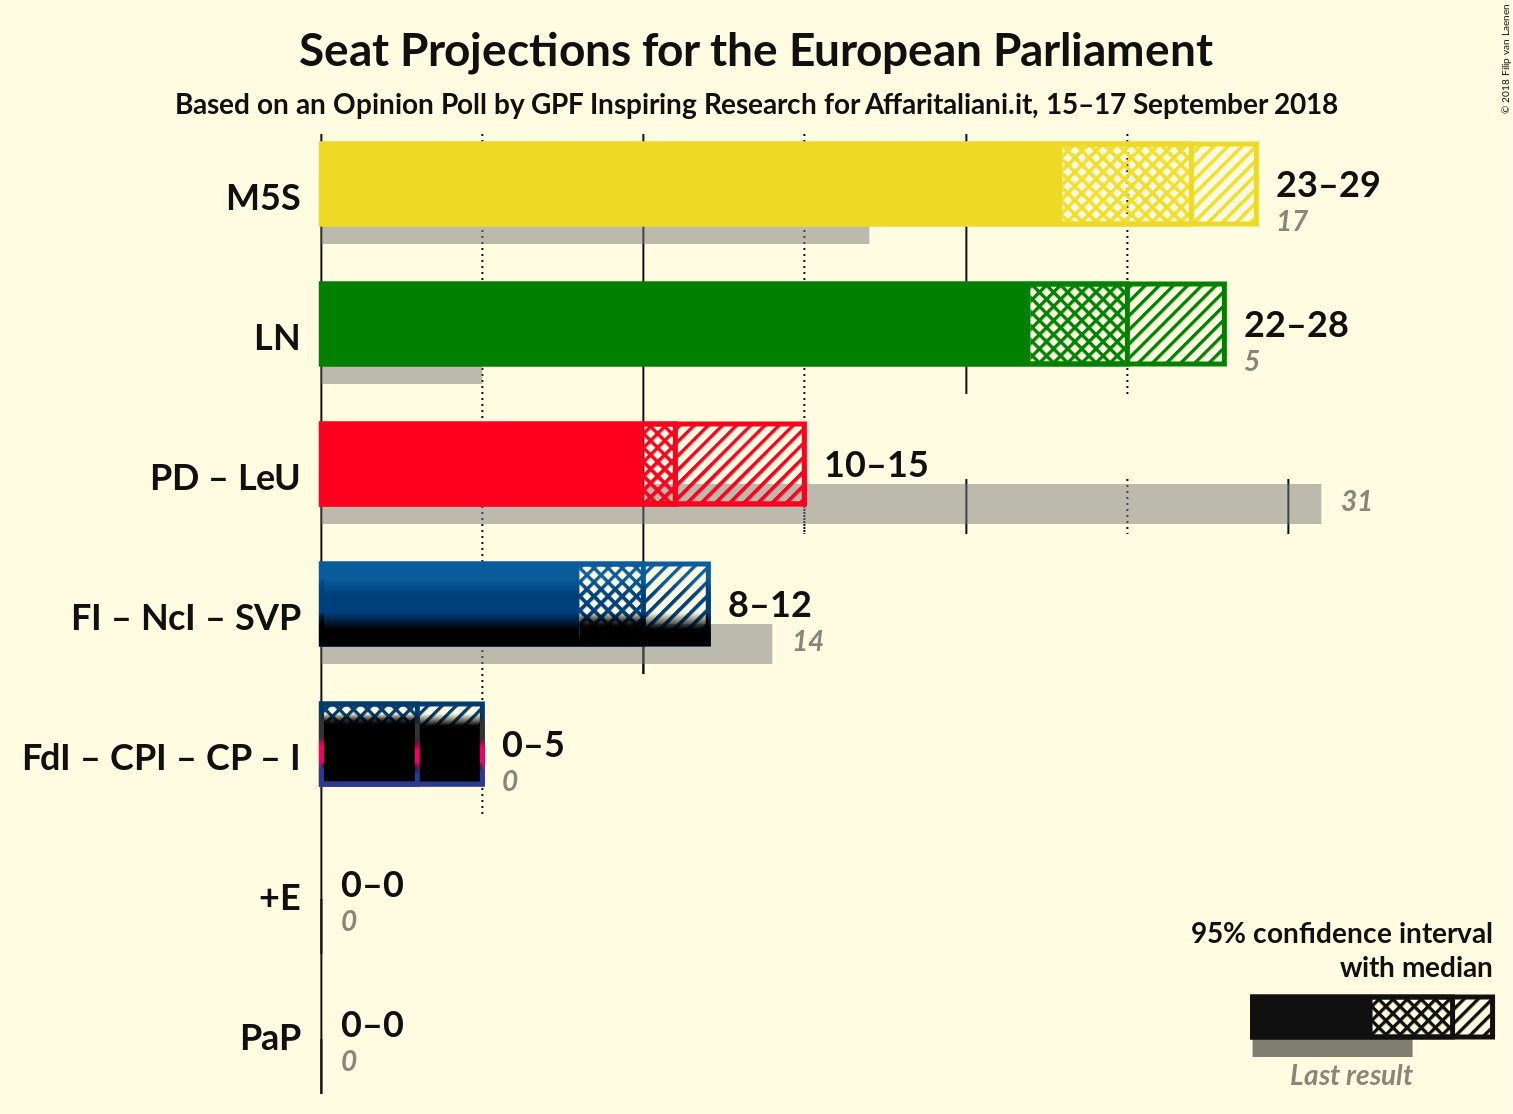 Seat Projections for the European Parliament
Based on an Opinion Poll by GPF Inspiring Research for Affaritaliani.it, 15–17 September 2018
© 2018 Filip van Laenen
M5S
23–29
17
LN
22–28
5
PD – LeU
10–15
31
FI – NcI – SVP
8–12
14
FdI – CPI – CP – I
0–5
0
+E
0–0
0
PaP
0–0
0
95% confidence interval
with median
Last result